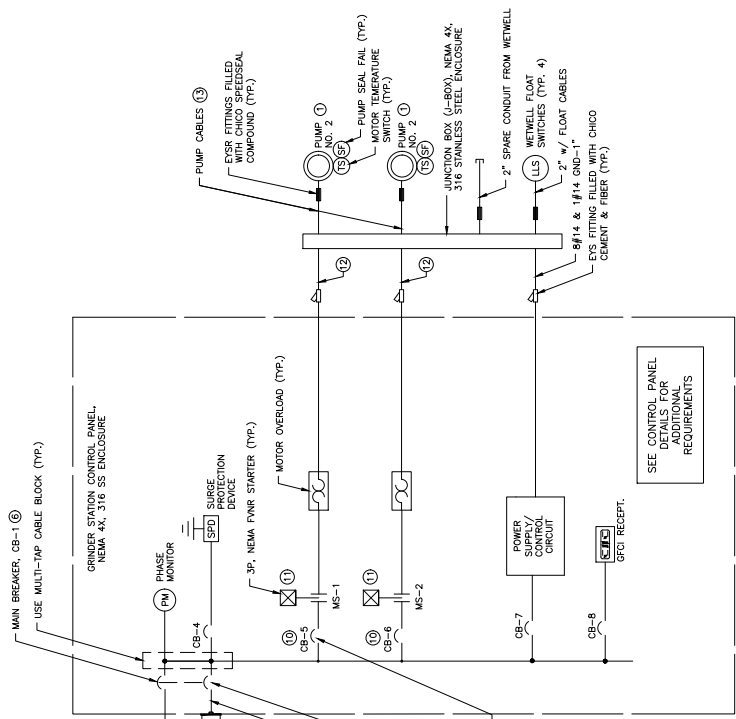 MAIN BREAKER, CB-1 ⑥
USE MULTI-TAP CABLE BLOCK (TYP.)
GRINDER STATION CONTROL PANEL,
NEMA 4X, 316 SS ENCLOSURE
PM
PHASE
MONITOR
SPD
SURGE
PROTECTION
DEVICE
CB-4
3P, NEMA FVNR STARTER (TYP.)
MOTOR OVERLOAD (TYP.)
⑪
MS-1
⑩
CB-5
⑪
MS-2
⑩
CB-6
POWER
SUPPLY/
CONTROL
CIRCUIT
CB-7
GFCI RECEPT.
CB-8
SEE CONTROL PANEL
DETAILS FOR
ADDITIONAL
REQUIREMENTS
PUMP CABLES ⑬
EYSR FITTINGS FILLED
WITH CHICO SPEEDSEAL
COMPOUND (TYP.)
PUMP ①
NO. 2
TS
SF
PUMP SEAL FAIL (TYP.)
MOTOR TEMERATURE
SWITCH (TYP.)
PUMP ①
NO. 2
TS
SF
⑫
⑫
JUNCTION BOX (J-BOX), NEMA 4X,
316 STAINLESS STEEL ENCLOSURE
2" SPARE CONDUIT FROM WETWELL
LLS
WETWELL FLOAT
SWITCHES (TYP. 4)
2" w/ FLOAT CABLES
8#14 & 1#14 GND-1"
EYS FITTING FILLED WITH CHICO
CEMENT & FIBER (TYP.)